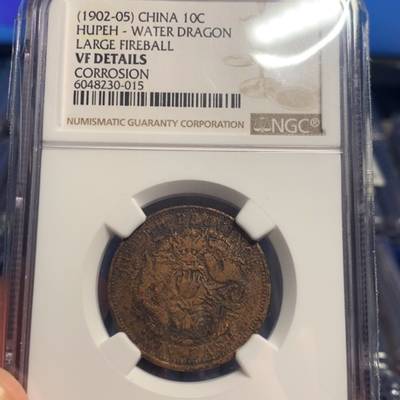 (1902-05) CHINA 10C
HUPEH - WATER DRAGON
LARGE FIREBALL
VF DETAILS
CORROSION
6048230-015
NUMISMATIC GUARANTY CORPORATION
NGC®